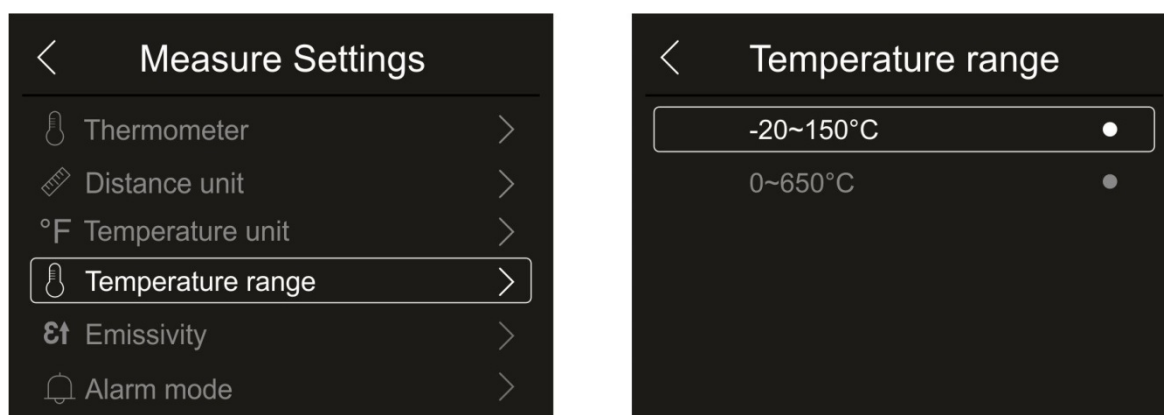 Measure Settings
Thermometer
Distance unit
°F Temperature unit
Temperature range
Ɛ↑ Emissivity
Alarm mode
Temperature range
-20~150°C
0~650°C